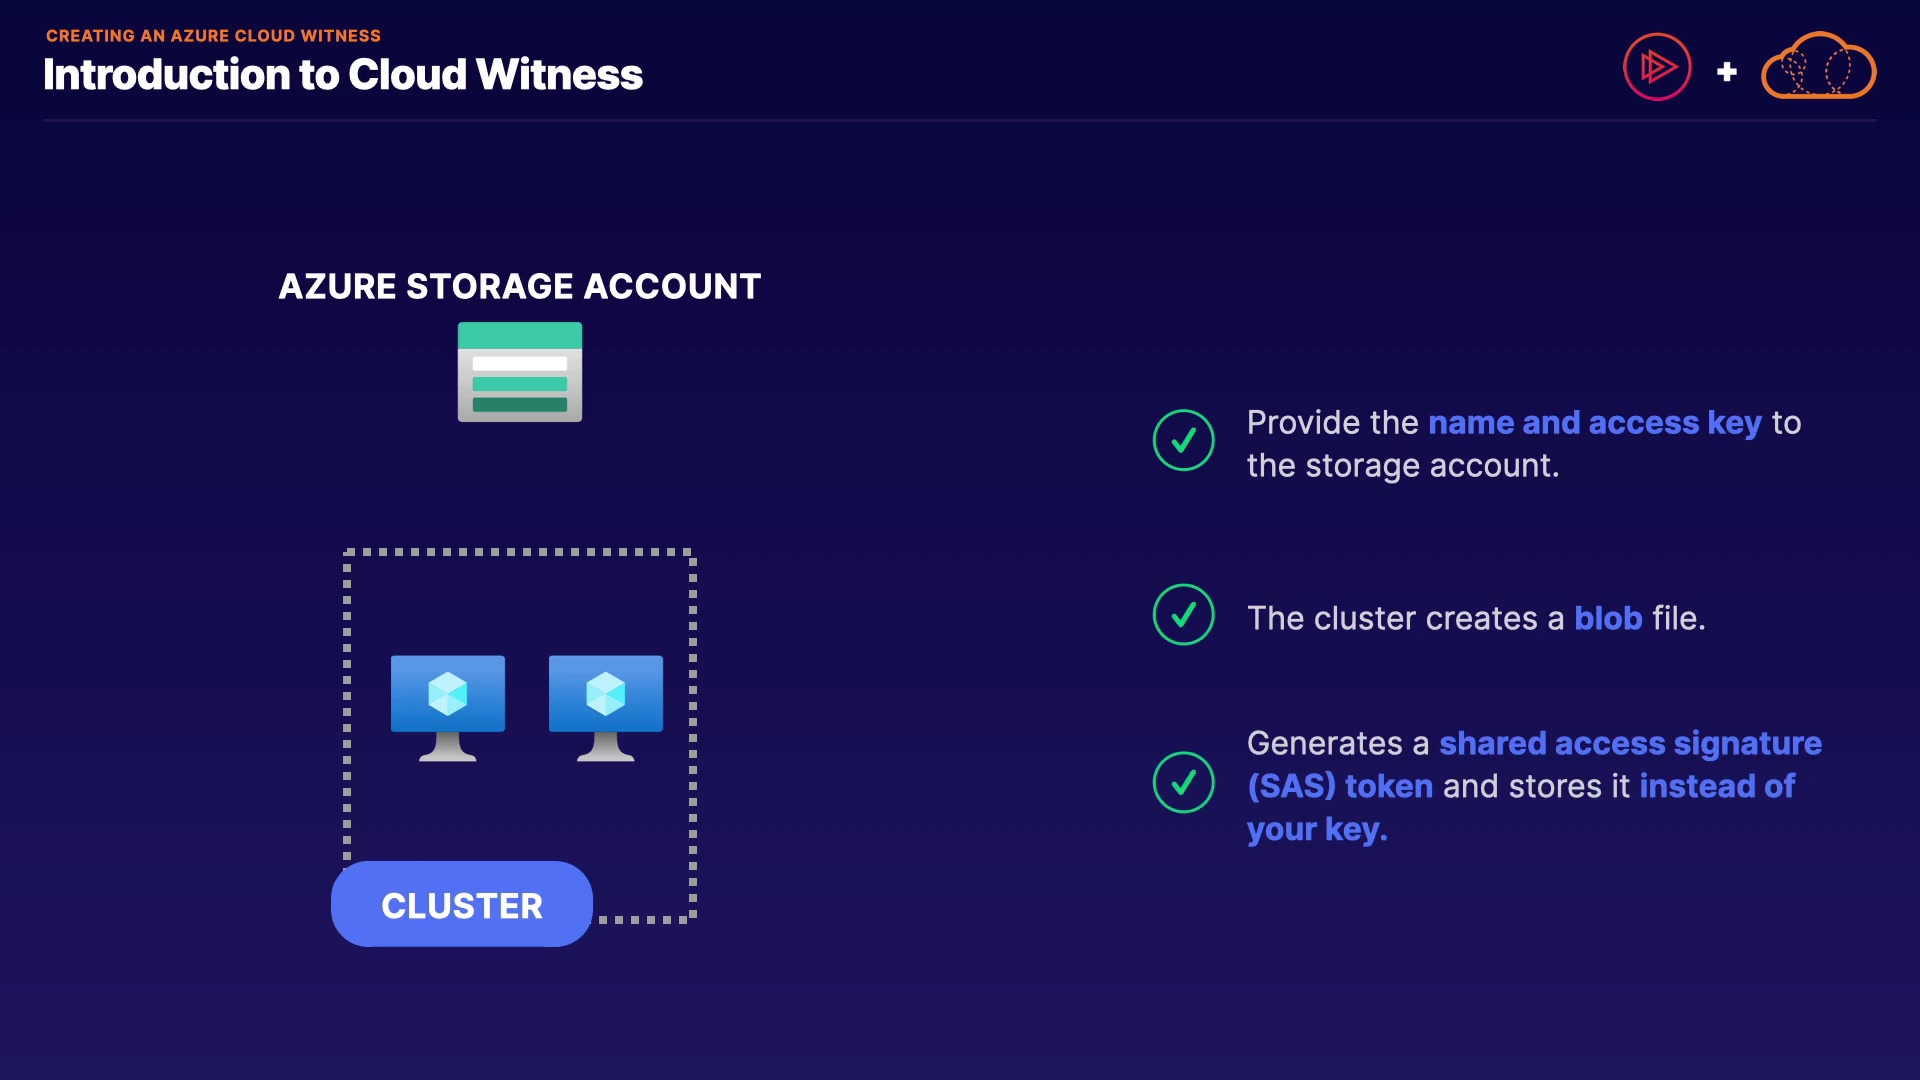 CREATING AN AZURE CLOUD WITNESS
Introduction to Cloud Witness
AZURE STORAGE ACCOUNT
CLUSTER
Provide the name and access key to
the storage account.
The cluster creates a blob file.
Generates a shared access signature
(SAS) token and stores it instead of
your key.